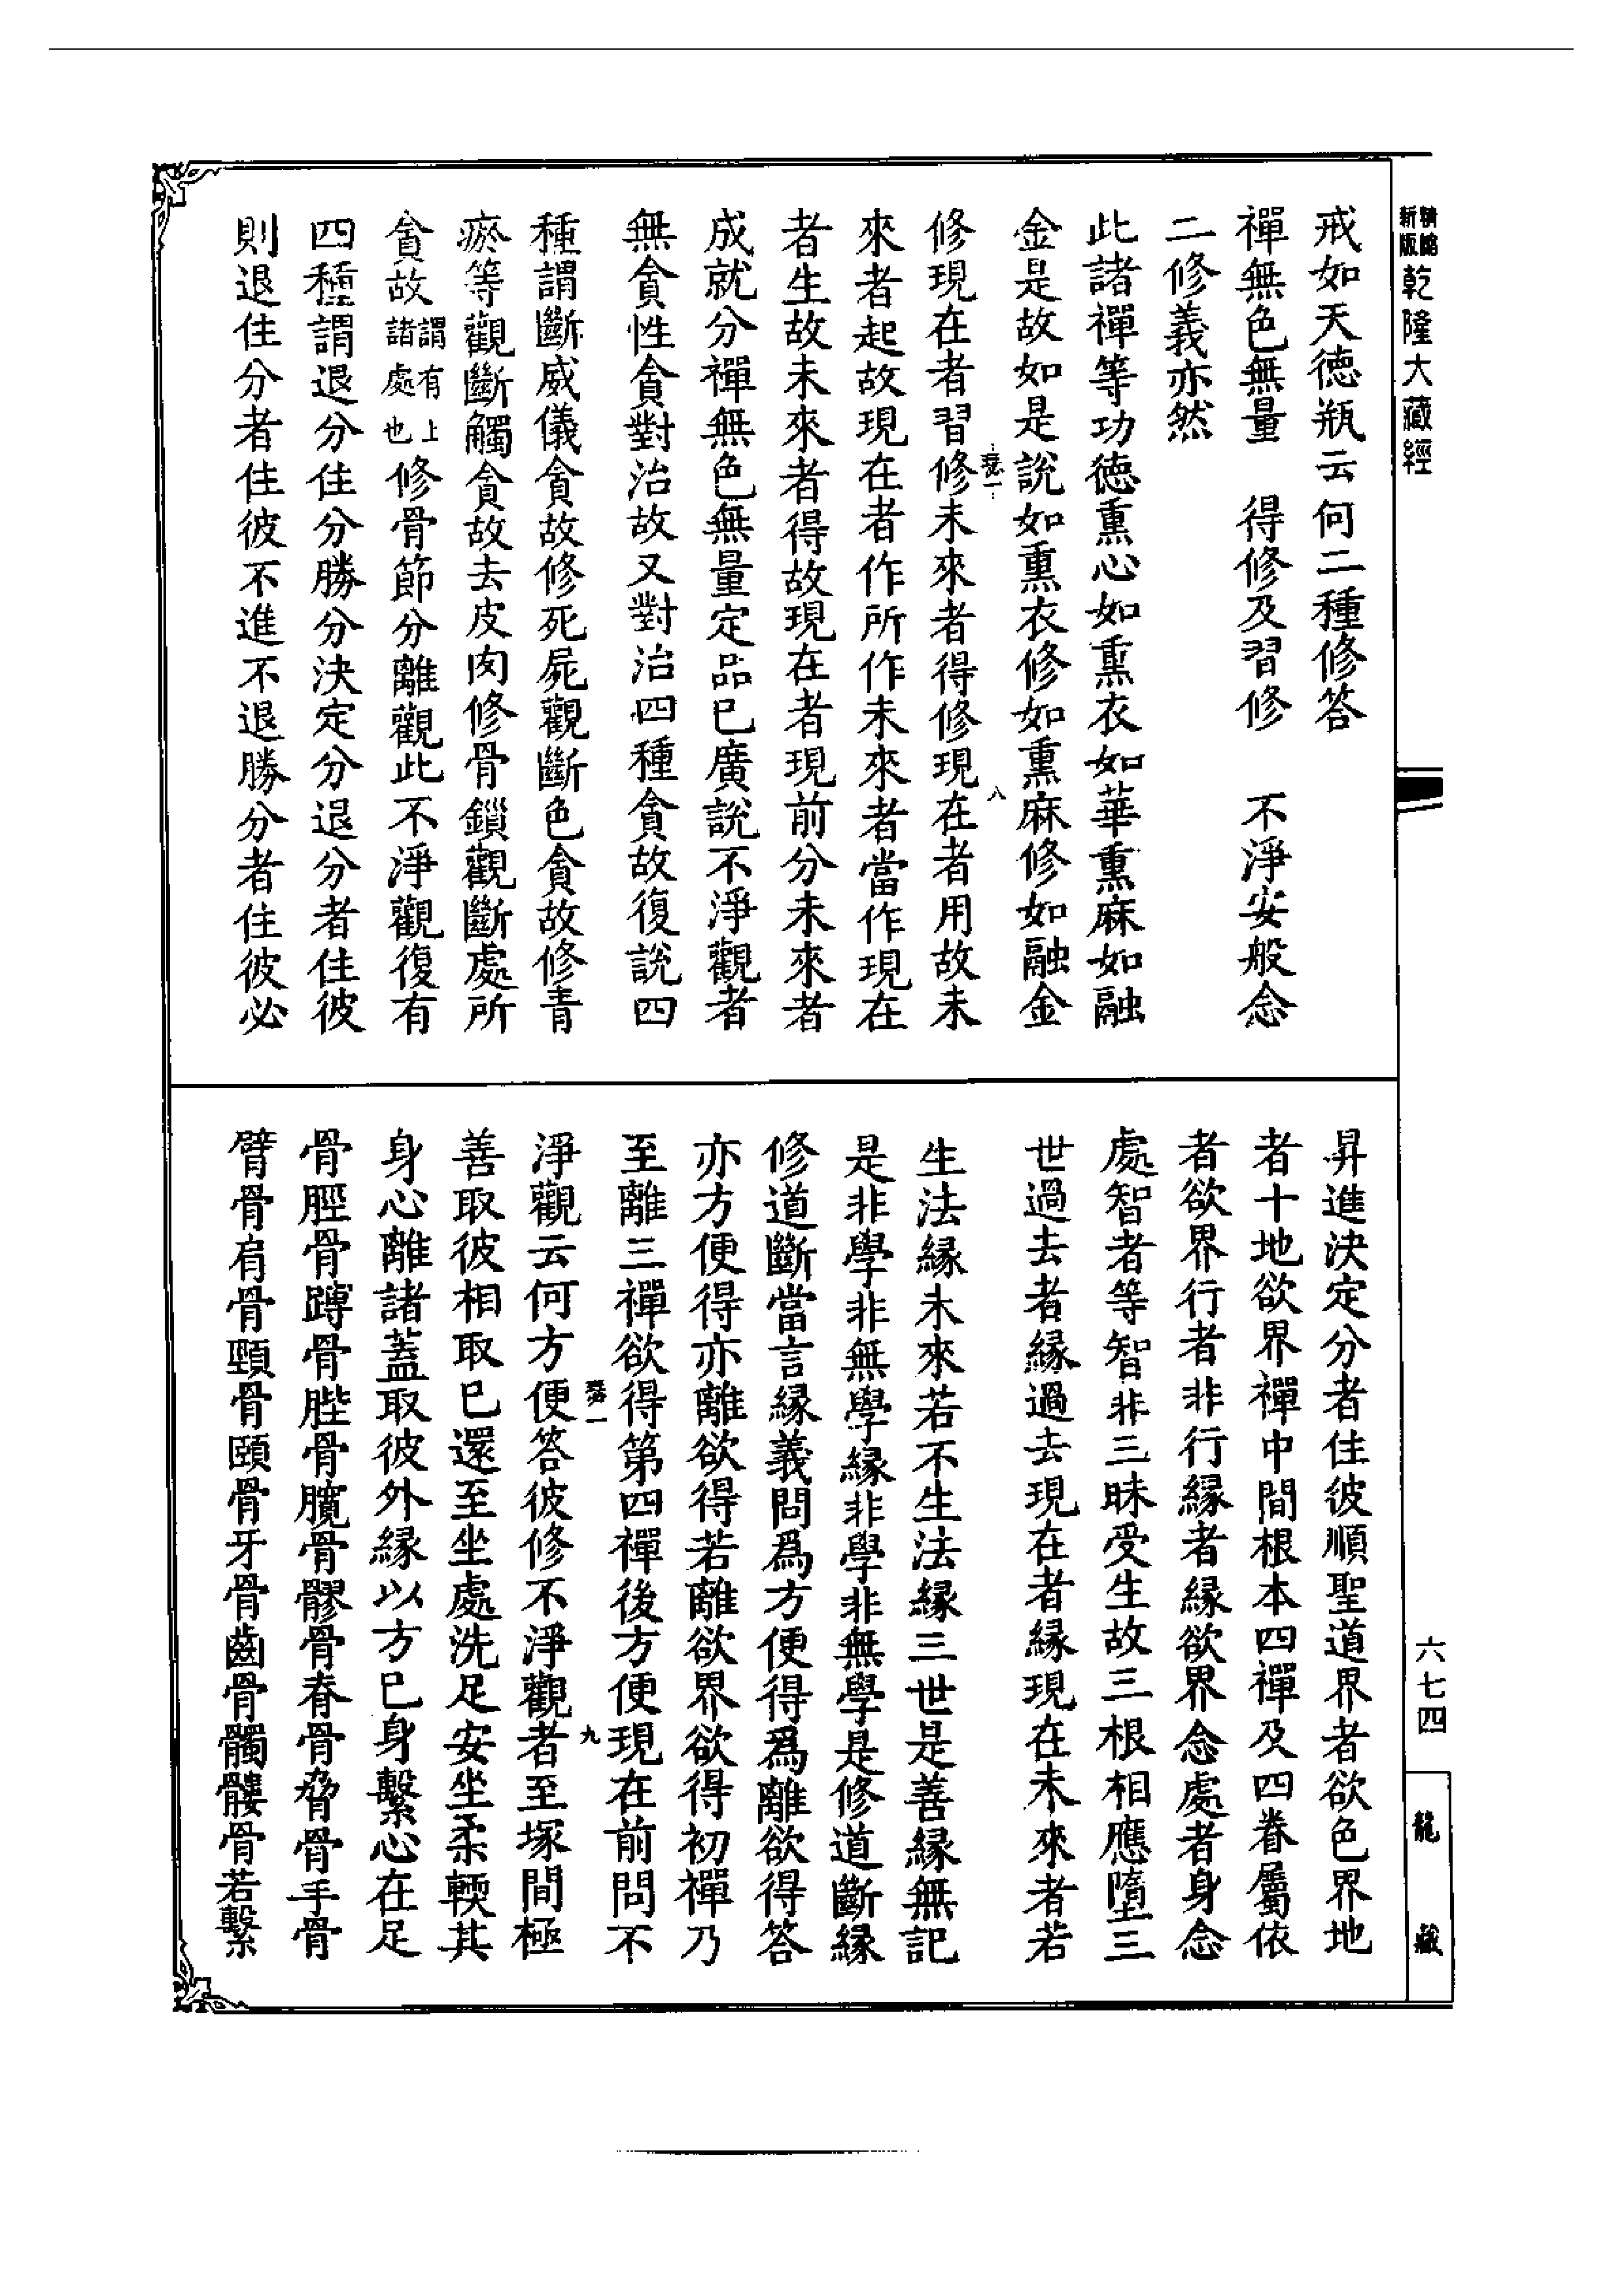 精縮新版乾隆大藏經
戒如天德瓶云何二種修答
禪無色無量　得修及習修　不淨安般念
二修義亦然
此諸禪等功德熏心如熏衣如華熏麻如融
金是故如是說如熏衣修如熏麻修如融金
修現在者習修未來者得修現在者用故未
來者起故現在者作所作未來者當作現在
者生故未來者得故現在者現前分未來者
成就分禪無色無量定品已廣說不淨觀者
無貪性貪對治故又對治四種貪故復說四
種謂斷威儀貪故修死屍觀斷色貪故修青
瘀等觀斷觸貪故去皮肉修骨鎖觀斷處所
貪故謂有上諸處也修骨節分離觀此不淨觀復有
四種謂退分住分勝分決定分退分者住彼
則退住分者住彼不進不退勝分者住彼必
昇進決定分者住彼順聖道界者欲色界地
者十地欲界禪中間根本四禪及四眷屬依
者欲界行者非行緣者緣欲界念處者身念
處智者等智非三昧受生故三根相應墮三
世過去者緣過去現在者緣現在未來者若
生法緣未來若不生法緣三世是善緣無記
是非學非無學緣非學非無學是修道斷緣
修道斷當言緣義問為方便得為離欲得答
亦方便得亦離欲得若離欲界欲得初禪乃
至離三禪欲得第四禪後方便現在前問不
淨觀云何方便答彼修不淨觀者至塚間極
善取彼相取已還至坐處洗足安坐柔輭其
身心離諸蓋取彼外緣以方己身繫心在足
骨脛骨䏝骨髀骨髖骨髎骨脊骨脅骨手骨
臂骨肩骨頸骨頤骨牙骨齒骨髑髏骨若繫
八
九
六七四
龍藏